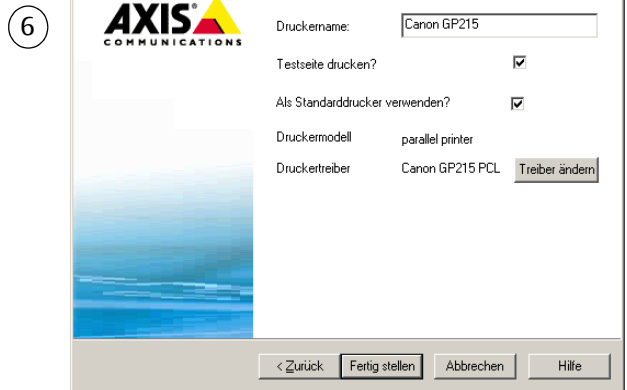 6
AXIS
COMMUNICATIONS
Druckername: Canon GP215
Testseite drucken?
Als Standarddrucker verwenden?
Druckermodell parallel printer
Druckertreiber Canon GP215 PCL Treiber ändern
< Zurück Fertig stellen Abbrechen Hilfe